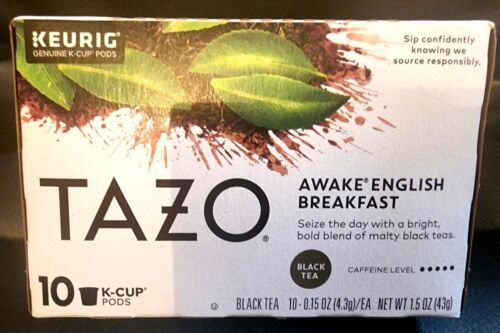 KEURIG®
GENUINE K-CUP® PODS
Sip confidently
knowing we
source responsibly.
TAZO®
AWAKE® ENGLISH
BREAKFAST
Seize the day with a bright,
bold blend of malty black teas.
BLACK
TEA
CAFFEINE LEVEL
10 K-CUP®
PODS
BLACK TEA 10 - 0.15 OZ (4.3g)/EA NET WT 1.5 OZ (43g)